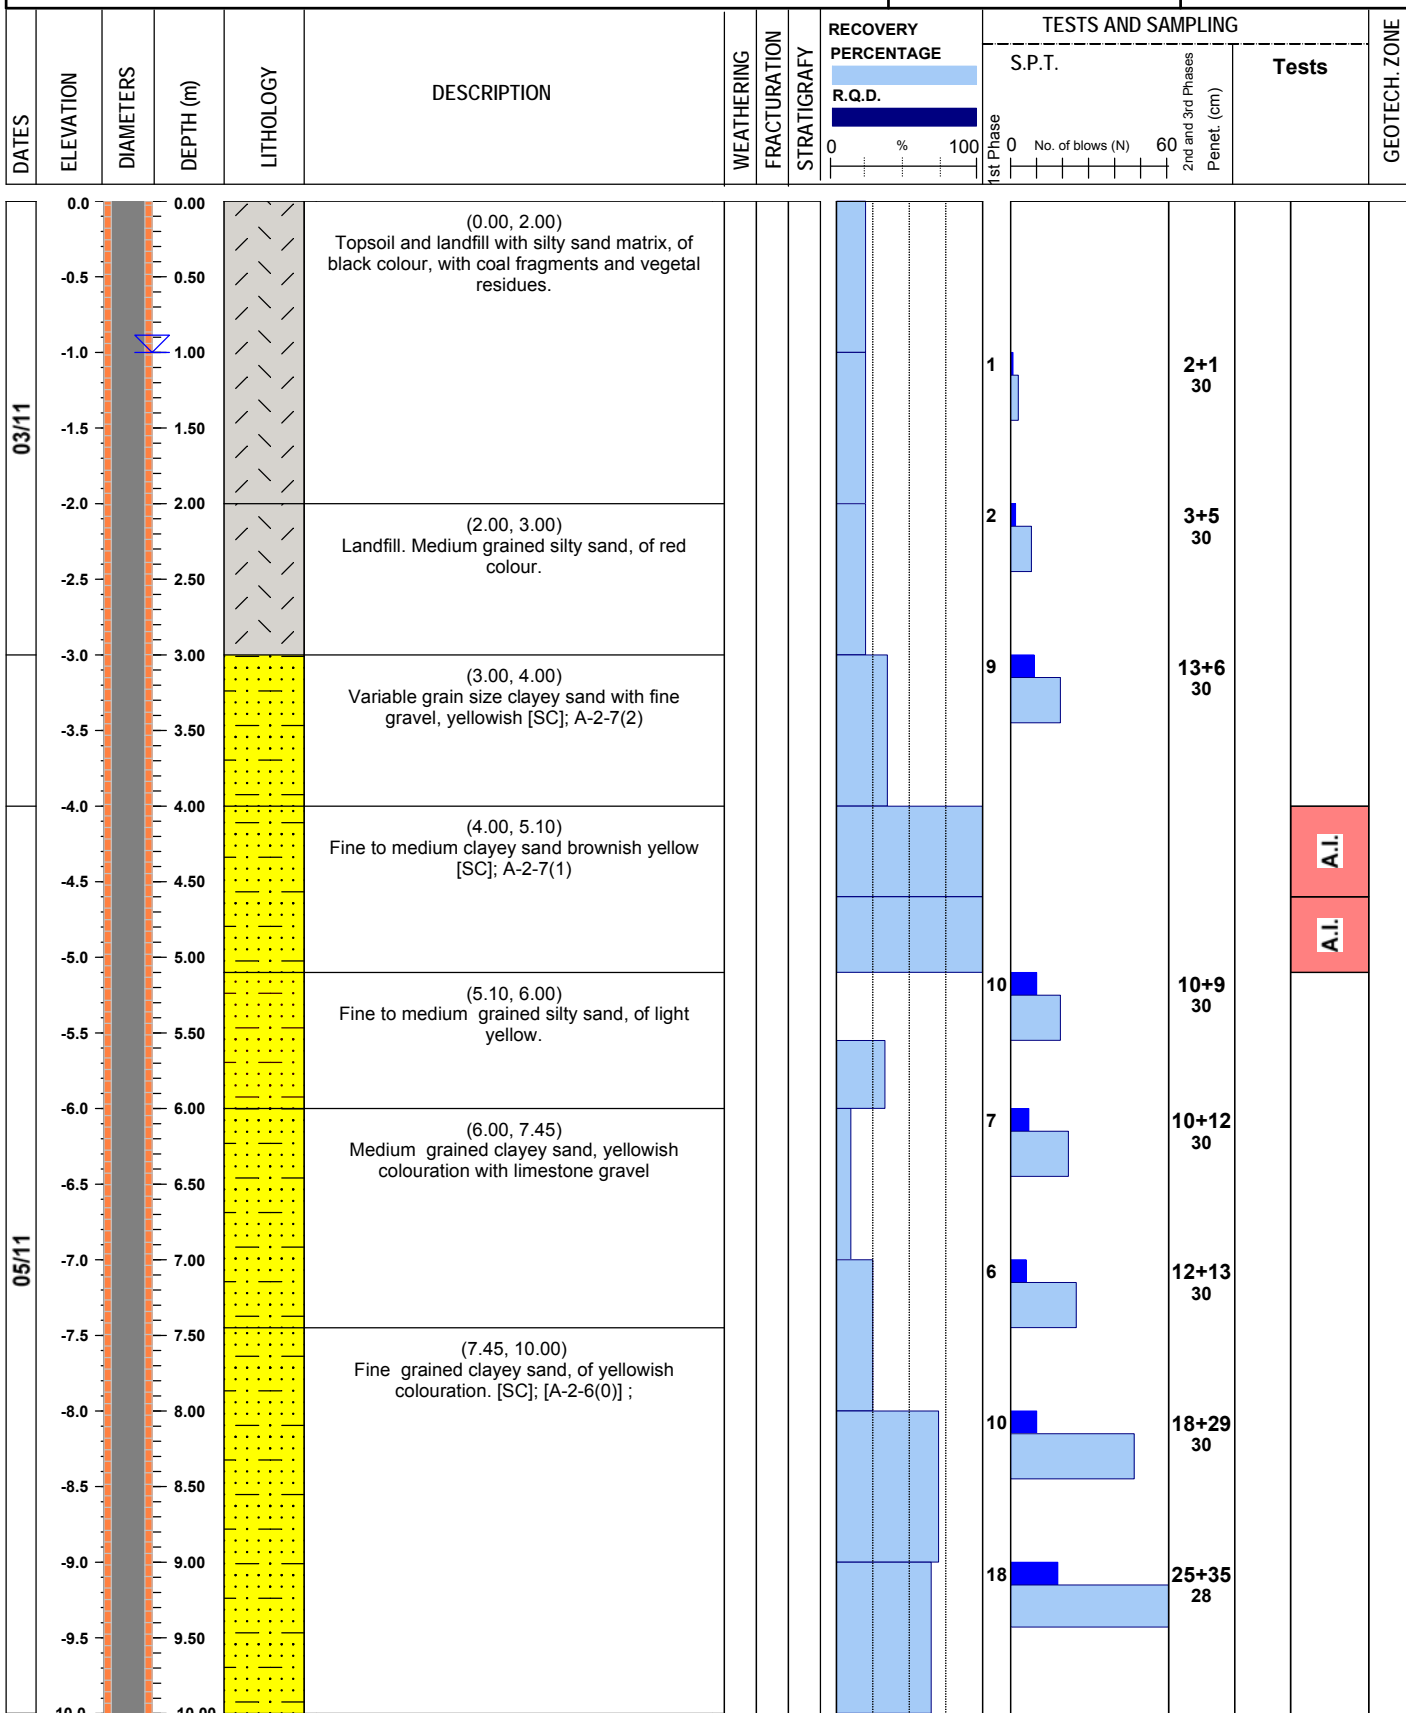 DATES
ELEVATION
DIAMETERS
DEPTH (m)
LITHOLOGY
DESCRIPTION
WEATHERING
FRACTURATION
STRATIGRAFY
RECOVERY
PERCENTAGE
R.Q.D.
0 % 100
TESTS AND SAMPLING
S.P.T.
1st Phase
0 No. of blows (N) 60
2nd and 3rd Phases
Penet. (cm)
Tests
GEOTECH. ZONE
03/11
05/11
0.0 0.00
-0.5 0.50
-1.0 1.00
-1.5 1.50
-2.0 2.00
-2.5 2.50
-3.0 3.00
-3.5 3.50
-4.0 4.00
-4.5 4.50
-5.0 5.00
-5.5 5.50
-6.0 6.00
-6.5 6.50
-7.0 7.00
-7.5 7.50
-8.0 8.00
-8.5 8.50
-9.0 9.00
-9.5 9.50
-10.0 10.00
(0.00, 2.00)
Topsoil and landfill with silty sand matrix, of
black colour, with coal fragments and vegetal
residues.
(2.00, 3.00)
Landfill. Medium grained silty sand, of red
colour.
(3.00, 4.00)
Variable grain size clayey sand with fine
gravel, yellowish [SC]; A-2-7(2)
(4.00, 5.10)
Fine to medium clayey sand brownish yellow
[SC]; A-2-7(1)
(5.10, 6.00)
Fine to medium grained silty sand, of light
yellow.
(6.00, 7.45)
Medium grained clayey sand, yellowish
colouration with limestone gravel
(7.45, 10.00)
Fine grained clayey sand, of yellowish
colouration. [SC]; [A-2-6(0)] ;
1 2+1
30
2 3+5
30
9 13+6
30
A.I.
A.I.
10 10+9
30
7 10+12
30
6 12+13
30
10 18+29
30
18 25+35
28